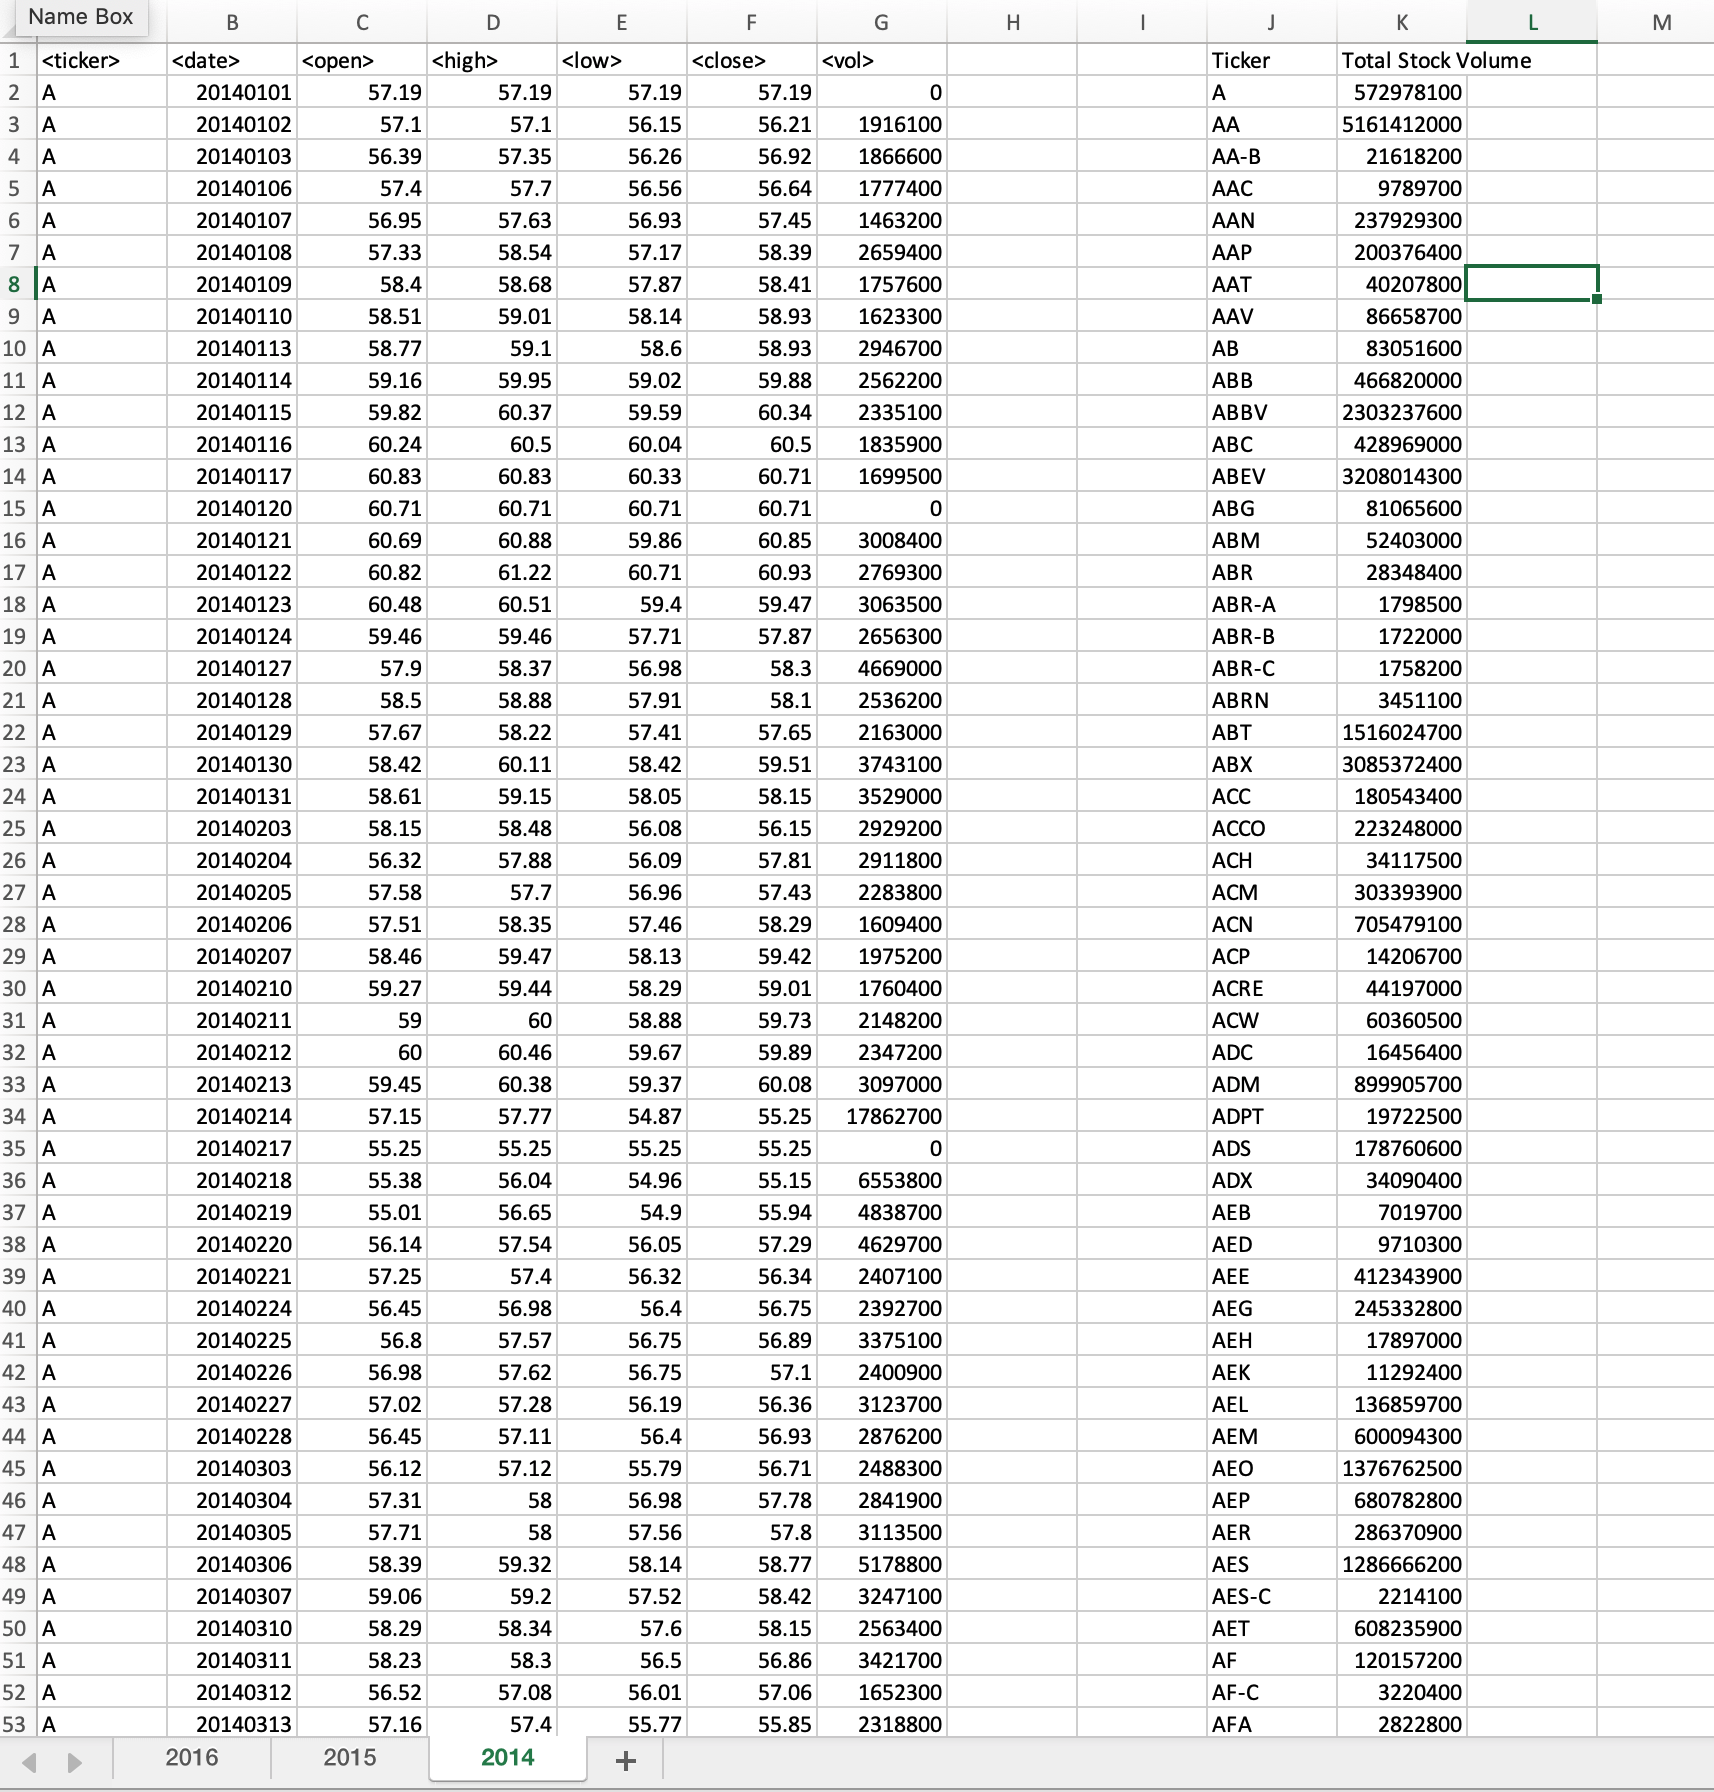 Name Box B C D E F G H I J K L M
1 <ticker> <date> <open> <high> <low> <close> <vol> Ticker Total Stock Volume
2 A 20140101 57.19 57.19 57.19 57.19 0 A 572978100
3 A 20140102 57.1 57.1 56.15 56.21 1916100 AA 5161412000
4 A 20140103 56.39 57.35 56.26 56.92 1866600 AA-B 21618200
5 A 20140106 57.4 57.7 56.56 56.64 1777400 AAC 9789700
6 A 20140107 56.95 57.63 56.93 57.45 1463200 AAN 237929300
7 A 20140108 57.33 58.54 57.17 58.39 2659400 AAP 200376400
8 A 20140109 58.4 58.68 57.87 58.41 1757600 AAT 40207800
9 A 20140110 58.51 59.01 58.14 58.93 1623300 AAV 86658700
10 A 20140113 58.77 59.1 58.6 58.93 2946700 AB 83051600
11 A 20140114 59.16 59.95 59.02 59.88 2562200 ABB 466820000
12 A 20140115 59.82 60.37 59.59 60.34 2335100 ABBV 2303237600
13 A 20140116 60.24 60.5 60.04 60.5 1835900 ABC 428969000
14 A 20140117 60.83 60.83 60.33 60.71 1699500 ABEV 3208014300
15 A 20140120 60.71 60.71 60.71 60.71 0 ABG 81065600
16 A 20140121 60.69 60.88 59.86 60.85 3008400 ABM 52403000
17 A 20140122 60.82 61.22 60.71 60.93 2769300 ABR 28348400
18 A 20140123 60.48 60.51 59.4 59.47 3063500 ABR-A 1798500
19 A 20140124 59.46 59.46 57.71 57.87 2656300 ABR-B 1722000
20 A 20140127 57.9 58.37 56.98 58.3 4669000 ABR-C 1758200
21 A 20140128 58.5 58.88 57.91 58.1 2536200 ABRN 3451100
22 A 20140129 57.67 58.22 57.41 57.65 2163000 ABT 1516024700
23 A 20140130 58.42 60.11 58.42 59.51 3743100 ABX 3085372400
24 A 20140131 58.61 59.15 58.05 58.15 3529000 ACC 180543400
25 A 20140203 58.15 58.48 56.08 56.15 2929200 ACCO 223248000
26 A 20140204 56.32 57.88 56.09 57.81 2911800 ACH 34117500
27 A 20140205 57.58 57.7 56.96 57.43 2283800 ACM 303393900
28 A 20140206 57.51 58.35 57.46 58.29 1609400 ACN 705479100
29 A 20140207 58.46 59.47 58.13 59.42 1975200 ACP 14206700
30 A 20140210 59.27 59.44 58.29 59.01 1760400 ACRE 44197000
31 A 20140211 59 60 58.88 59.73 2148200 ACW 60360500
32 A 20140212 60 60.46 59.67 59.89 2347200 ADC 16456400
33 A 20140213 59.45 60.38 59.37 60.08 3097000 ADM 899905700
34 A 20140214 57.15 57.77 54.87 55.25 17862700 ADPT 19722500
35 A 20140217 55.25 55.25 55.25 55.25 0 ADS 178760600
36 A 20140218 55.38 56.04 54.96 55.15 6553800 ADX 34090400
37 A 20140219 55.01 56.65 54.9 55.94 4838700 AEB 7019700
38 A 20140220 56.14 57.54 56.05 57.29 4629700 AED 9710300
39 A 20140221 57.25 57.4 56.32 56.34 2407100 AEE 412343900
40 A 20140224 56.45 56.98 56.4 56.75 2392700 AEG 245332800
41 A 20140225 56.8 57.57 56.75 56.89 3375100 AEH 17897000
42 A 20140226 56.98 57.62 56.75 57.1 2400900 AEK 11292400
43 A 20140227 57.02 57.28 56.19 56.36 3123700 AEL 136859700
44 A 20140228 56.45 57.11 56.4 56.93 2876200 AEM 600094300
45 A 20140303 56.12 57.12 55.79 56.71 2488300 AEO 1376762500
46 A 20140304 57.31 58 56.98 57.78 2841900 AEP 680782800
47 A 20140305 57.71 58 57.56 57.8 3113500 AER 286370900
48 A 20140306 58.39 59.32 58.14 58.77 5178800 AES 1286666200
49 A 20140307 59.06 59.2 57.52 58.42 3247100 AES-C 2214100
50 A 20140310 58.29 58.34 57.6 58.15 2563400 AET 608235900
51 A 20140311 58.23 58.3 56.5 56.86 3421700 AF 120157200
52 A 20140312 56.52 57.08 56.01 57.06 1652300 AF-C 3220400
53 A 20140313 57.16 57.4 55.77 55.85 2318800 AFA 2822800
2016 2015 2014 +